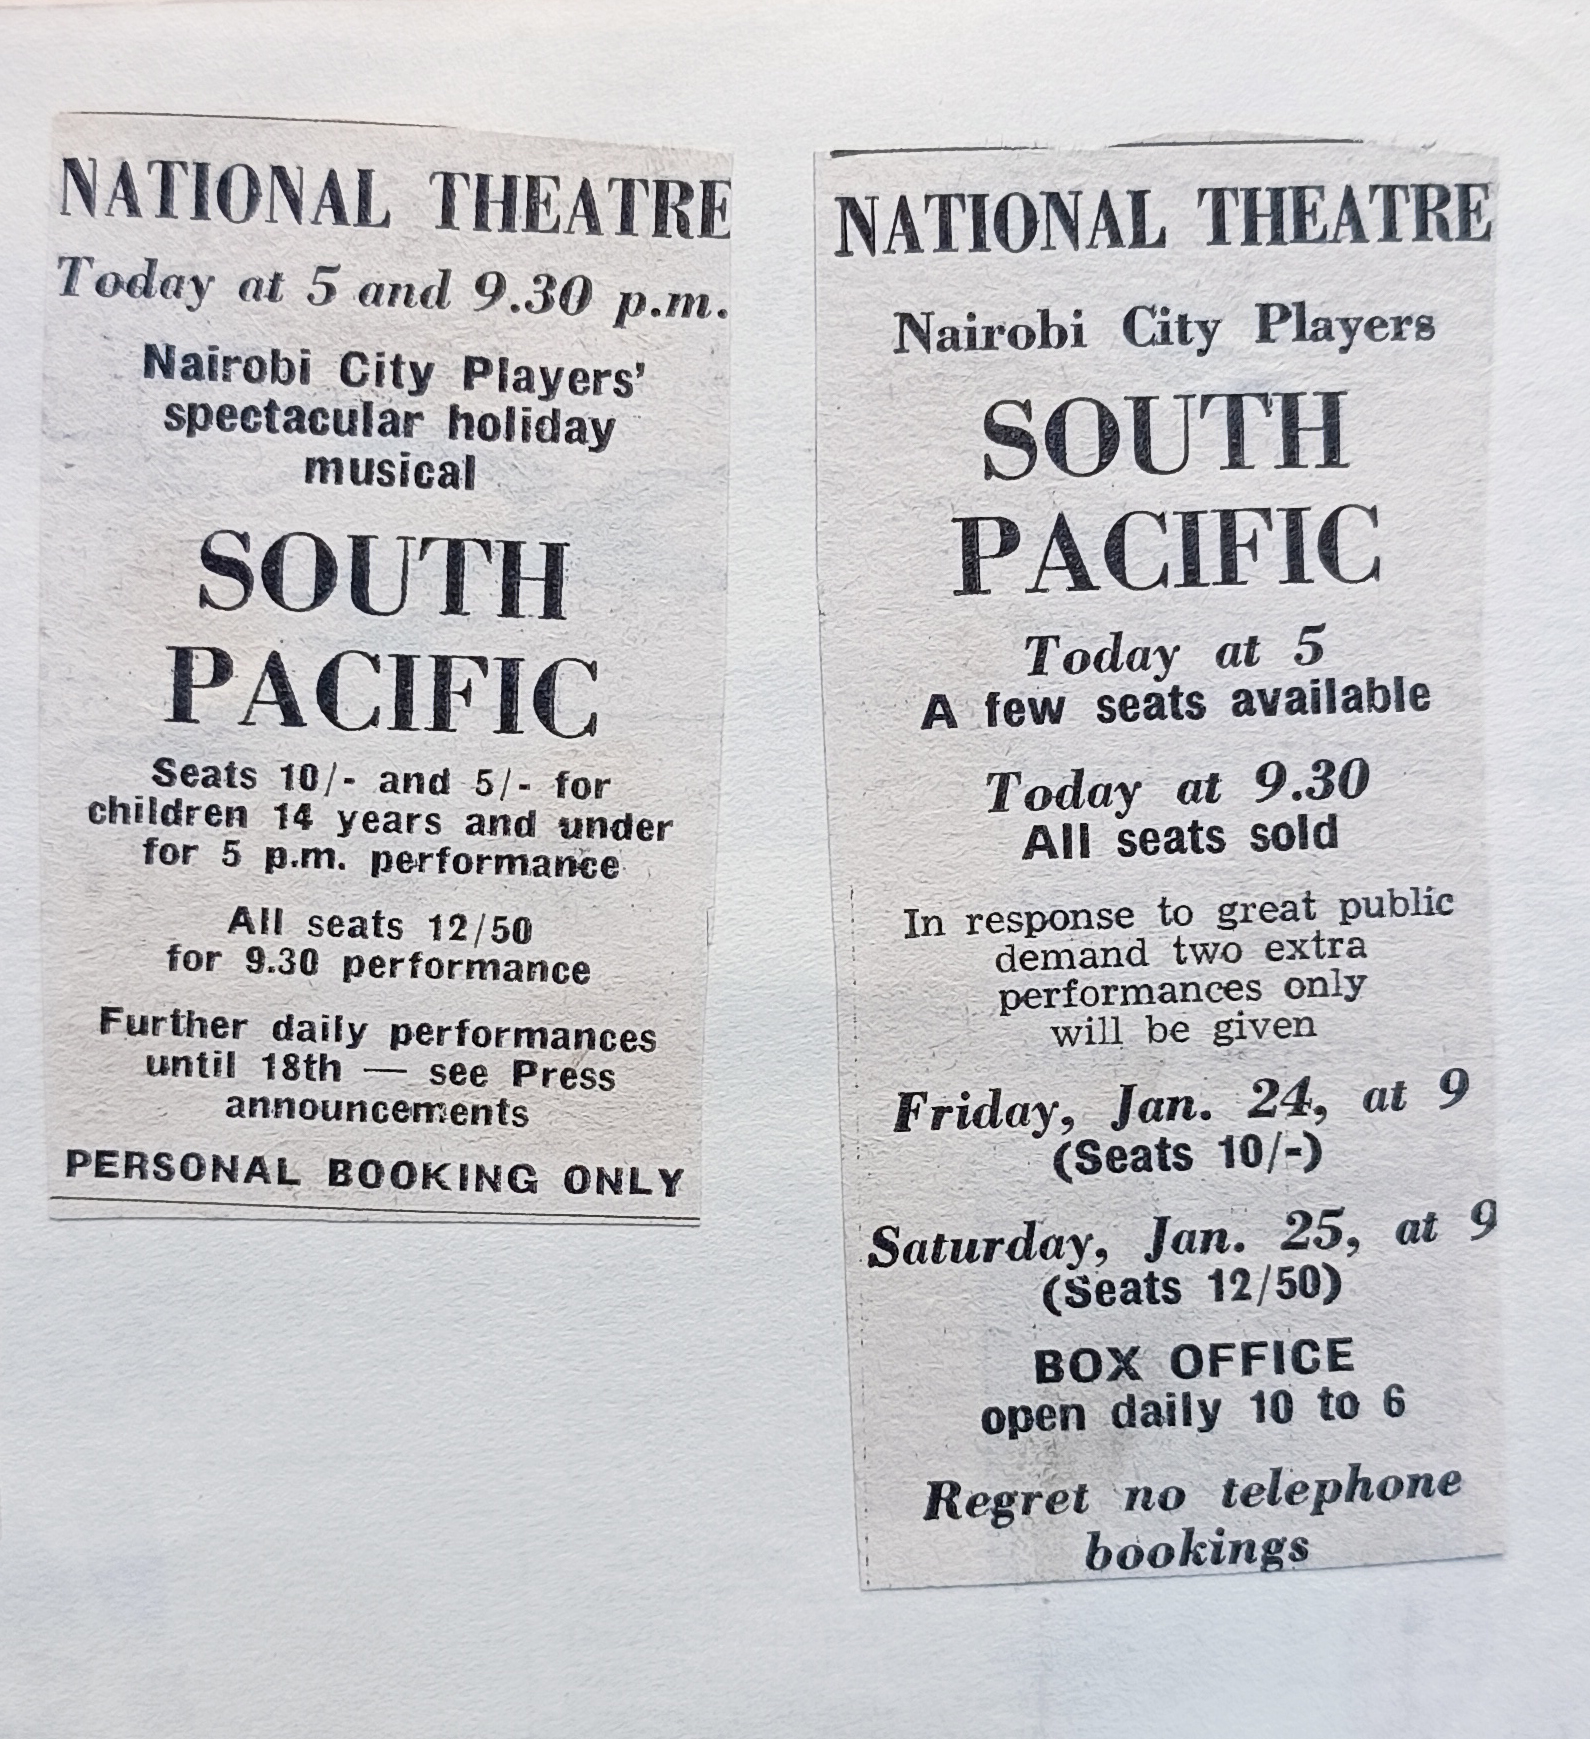 NATIONAL THEATRE
Today at 5 and 9.30 p.m.
Nairobi City Players'
spectacular holiday
musical
SOUTH
PACIFIC
Seats 10/- and 5/- for
children 14 years and under
for 5 p.m. performance
All seats 12/50
for 9.30 performance
Further daily performances
until 18th — see Press
announcements
PERSONAL BOOKING ONLY
NATIONAL THEATRE
Nairobi City Players
SOUTH
PACIFIC
Today at 5
A few seats available
Today at 9.30
All seats sold
In response to great public
demand two extra
performances only
will be given
Friday, Jan. 24, at 9
(Seats 10/-)
Saturday, Jan. 25, at 9
(Seats 12/50)
BOX OFFICE
open daily 10 to 6
Regret no telephone
bookings